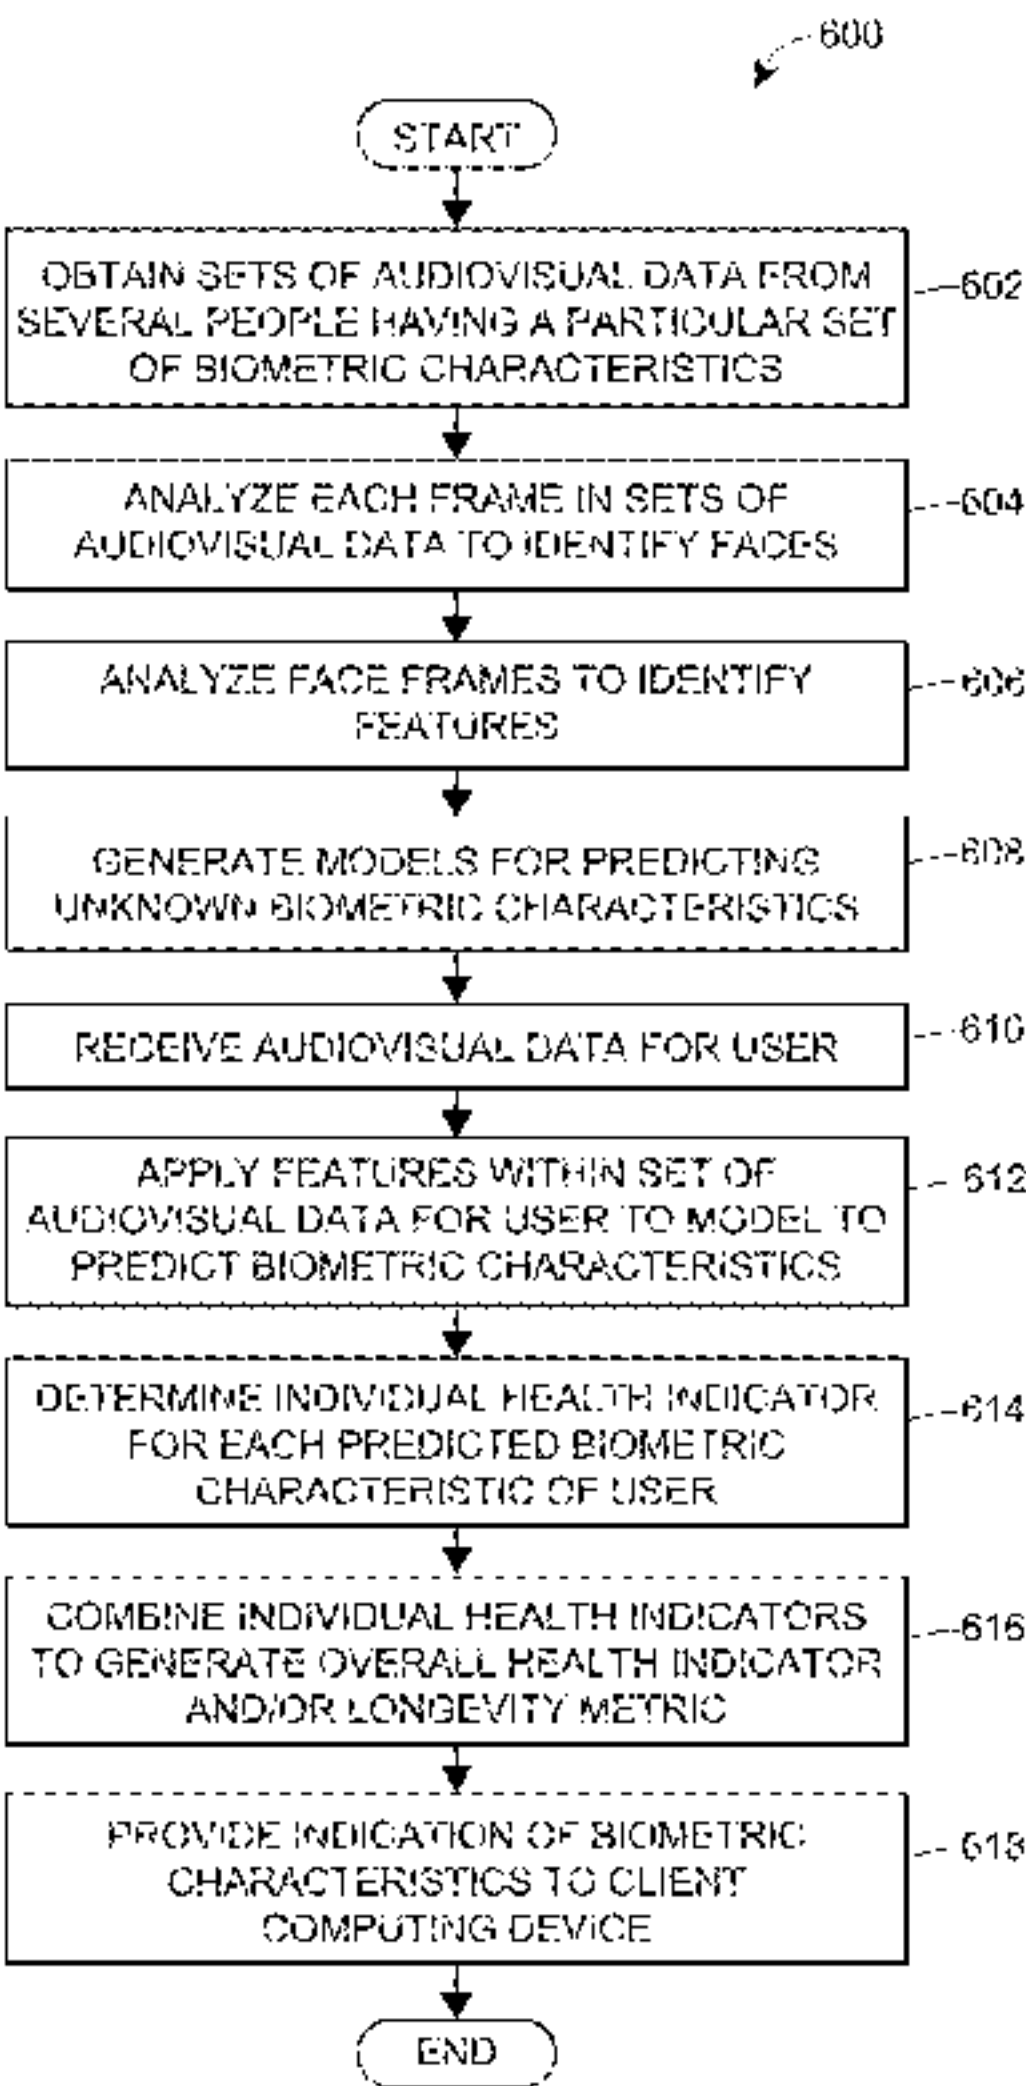 600
START
OBTAIN SETS OF AUDIOVISUAL DATA FROM
SEVERAL PEOPLE HAVING A PARTICULAR SET
OF BIOMETRIC CHARACTERISTICS
602
ANALYZE EACH FRAME IN SETS OF
AUDIOVISUAL DATA TO IDENTIFY FACES
604
ANALYZE FACE FRAMES TO IDENTIFY
FEATURES
606
GENERATE MODELS FOR PREDICTING
UNKNOWN BIOMETRIC CHARACTERISTICS
608
RECEIVE AUDIOVISUAL DATA FOR USER
610
APPLY FEATURES WITHIN SET OF
AUDIOVISUAL DATA FOR USER TO MODEL TO
PREDICT BIOMETRIC CHARACTERISTICS
612
DETERMINE INDIVIDUAL HEALTH INDICATOR
FOR EACH PREDICTED BIOMETRIC
CHARACTERISTIC OF USER
614
COMBINE INDIVIDUAL HEALTH INDICATORS
TO GENERATE OVERALL HEALTH INDICATOR
AND/OR LONGEVITY METRIC
616
PROVIDE INDICATION OF BIOMETRIC
CHARACTERISTICS TO CLIENT
COMPUTING DEVICE
618
END